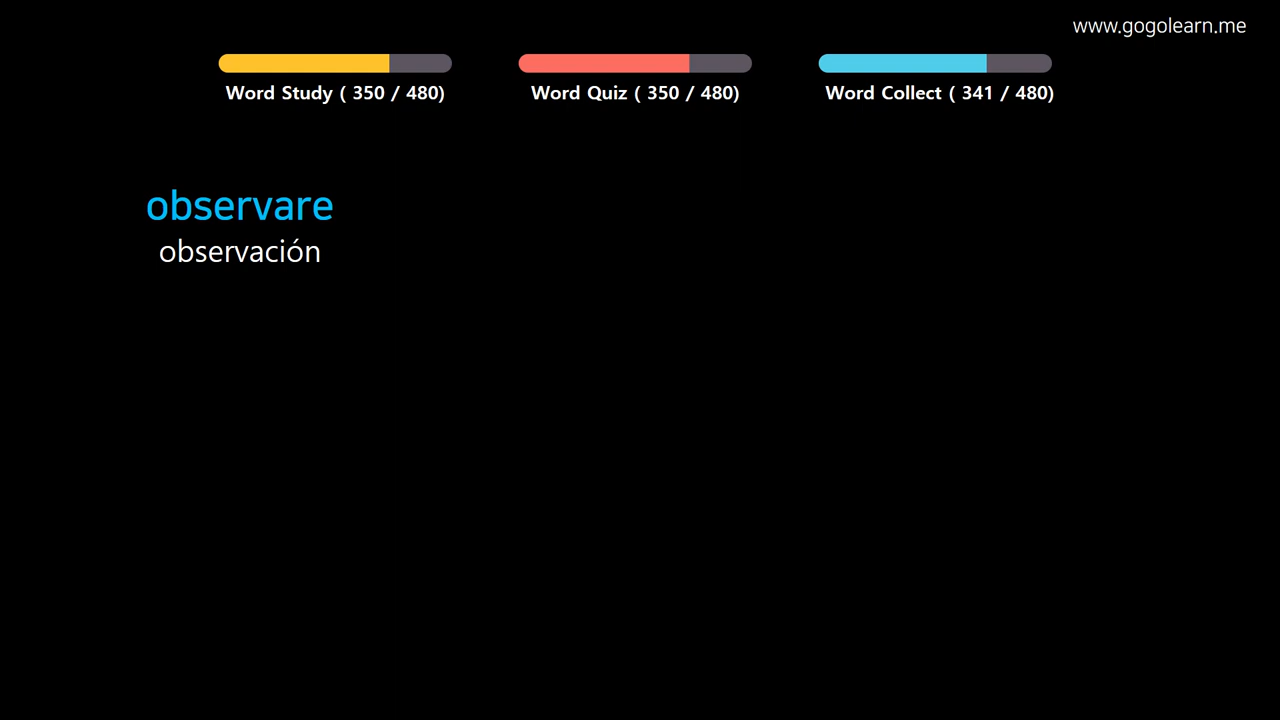 www.gogolearn.me
Word Study ( 350 / 480)
Word Quiz ( 350 / 480)
Word Collect ( 341 / 480)
observare
observación